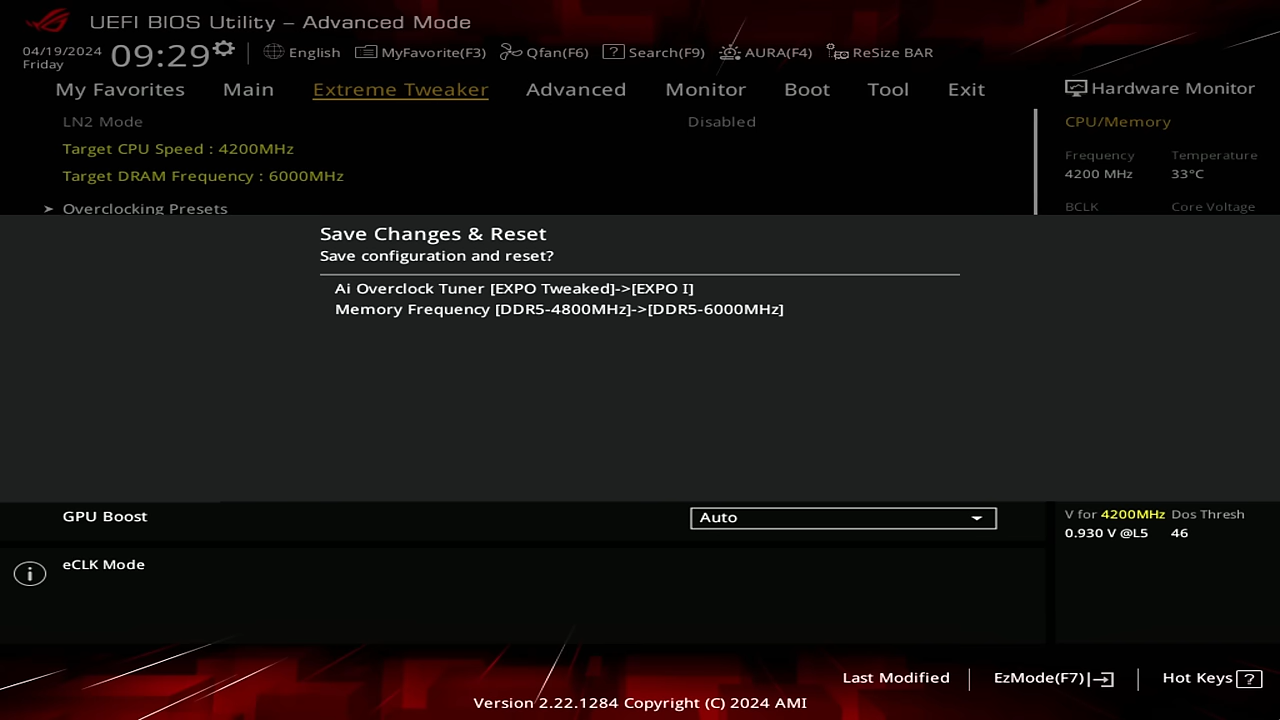 UEFI BIOS Utility – Advanced Mode
04/19/2024
Friday
09:29
English
MyFavorite(F3)
Qfan(F6)
? Search(F9)
AURA(F4)
ReSize BAR
My Favorites
Main
Extreme Tweaker
Advanced
Monitor
Boot
Tool
Exit
Hardware Monitor
LN2 Mode
Disabled
Target CPU Speed : 4200MHz
Target DRAM Frequency : 6000MHz
Overclocking Presets
CPU/Memory
Frequency
Temperature
4200 MHz
33°C
BCLK
Core Voltage
Save Changes & Reset
Save configuration and reset?
Ai Overclock Tuner [EXPO Tweaked]->[EXPO I]
Memory Frequency [DDR5-4800MHz]->[DDR5-6000MHz]
GPU Boost
Auto
V for 4200MHz
Dos Thresh
0.930 V @L5
46
eCLK Mode
Last Modified
EzMode(F7)
Hot Keys ?
Version 2.22.1284 Copyright (C) 2024 AMI